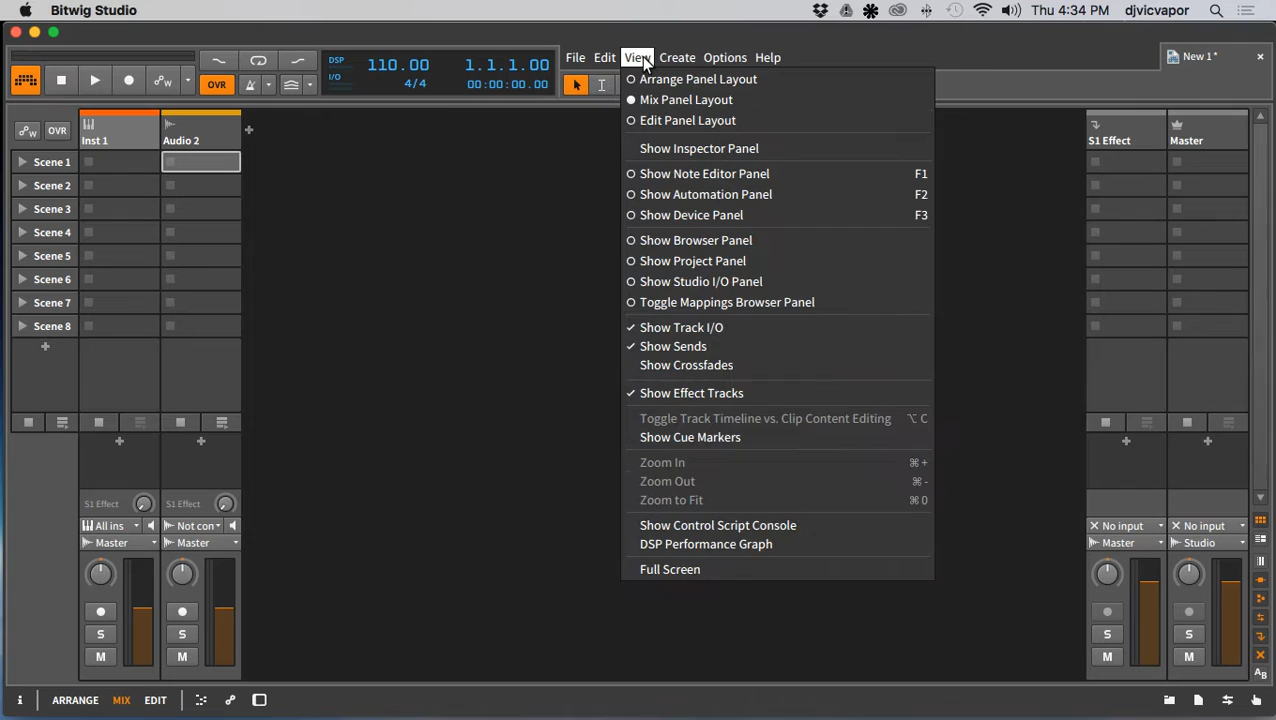 Bitwig Studio
Thu 4:34 PM
djvicvapor
DSP
I/O
110.00
4/4
1.1.1.00
00:00:00.00
File
Edit
View
Create
Options
Help
New 1*
OVR
Arrange Panel Layout
Mix Panel Layout
Edit Panel Layout
Show Inspector Panel
Show Note Editor Panel F1
Show Automation Panel F2
Show Device Panel F3
Show Browser Panel
Show Project Panel
Show Studio I/O Panel
Toggle Mappings Browser Panel
Show Track I/O
Show Sends
Show Crossfades
Show Effect Tracks
Toggle Track Timeline vs. Clip Content Editing ⌥ C
Show Cue Markers
Zoom In ⌘+
Zoom Out ⌘-
Zoom to Fit ⌘0
Show Control Script Console
DSP Performance Graph
Full Screen
OVR
Inst 1
Audio 2
S1 Effect
Master
Scene 1
Scene 2
Scene 3
Scene 4
Scene 5
Scene 6
Scene 7
Scene 8
S1 Effect
S1 Effect
All ins
Not con
No input
No input
Master
Master
Master
Studio
S
S
S
S
M
M
M
M
AB
ARRANGE
MIX
EDIT